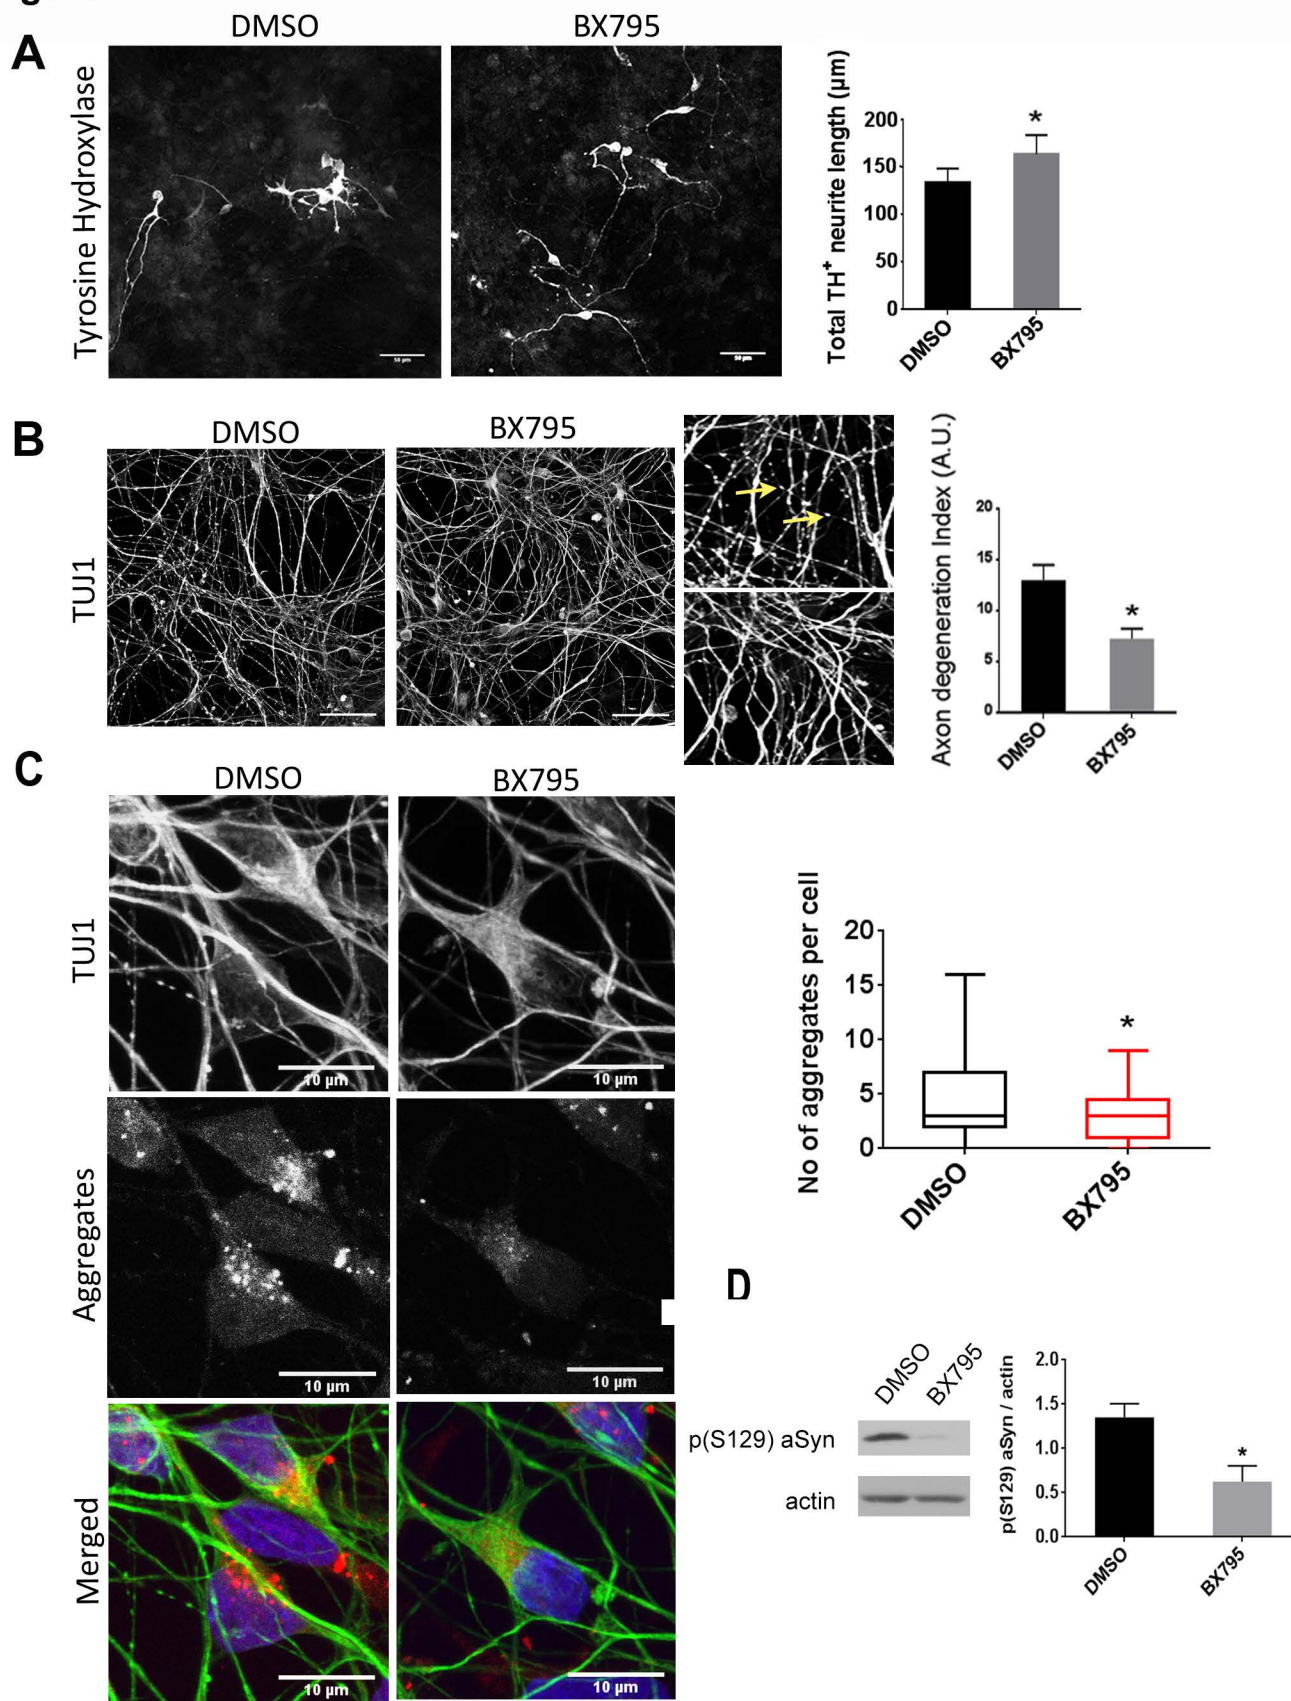 DMSO
BX795
A
Tyrosine Hydroxylase
50 µm
50 µm
Total TH+ neurite length (µm)
200
150
100
50
0
*
DMSO
BX795
B
DMSO
BX795
TUJ1
Axon degeneration Index (A.U.)
20
15
10
5
0
*
DMSO
BX795
C
DMSO
BX795
TUJ1
10 µm
10 µm
Aggregates
10 µm
10 µm
Merged
10 µm
10 µm
No of aggregates per cell
20
15
10
5
0
*
DMSO
BX795
D
DMSO
BX795
p(S129) aSyn
actin
p(S129) aSyn / actin
2.0
1.5
1.0
0.5
0.0
*
DMSO
BX795